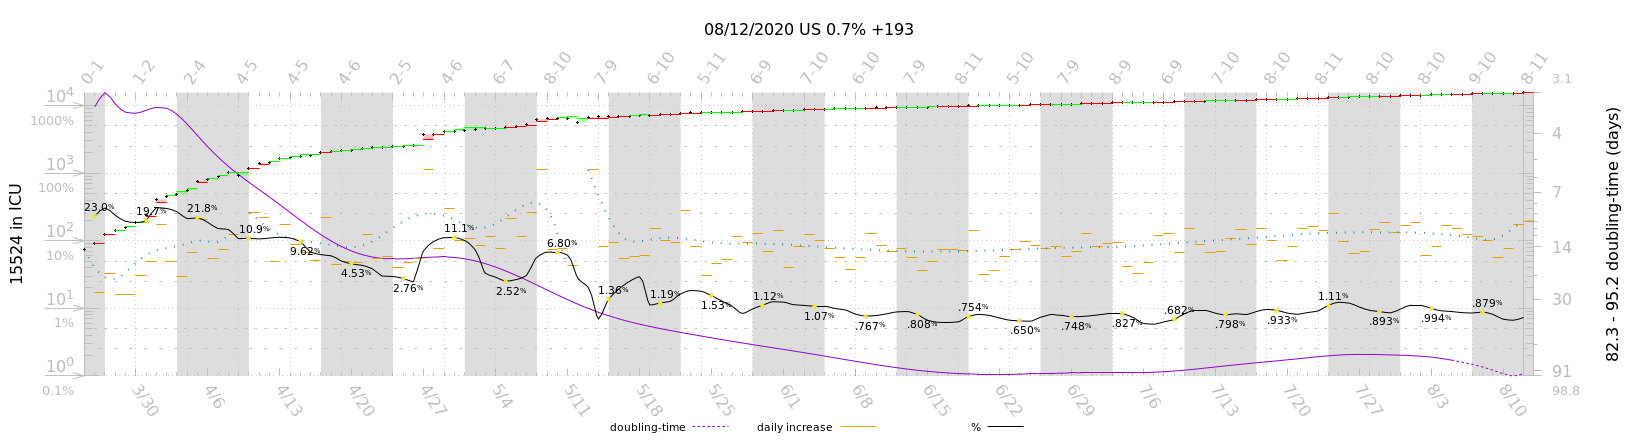 08/12/2020 US 0.7% +193
0-1 1-2 2-4 4-5 4-5 4-6 2-5 4-6 6-7 8-10 7-9 6-10 5-11 6-9 7-10 7-9 8-11 5-10 7-9 8-9 7-10 8-10 8-11 8-10 8-10 9-10 8-11
3.1
10^4
1000%
4
10^3
100%
7
23.0% 19.7% 21.8%
10^2
10.9% 11.1%
9.62% 6.80%
10%
14
4.53%
2.76% 2.52%
10^1
1.36% 1.19% 1.53% 1.12% 1.07% .767% .808% .754% .650% .748% .827% .682% .798% .933% 1.11% .893% .994% .879%
30
1%
10^0
91
0.1%
98.8
15524 in ICU
82.3 - 95.2 doubling-time (days)
3/30 4/6 4/13 4/20 4/27 5/4 5/11 5/18 5/25 6/1 6/8 6/15 6/22 6/29 7/6 7/13 7/20 7/27 8/3 8/10
doubling-time daily increase %